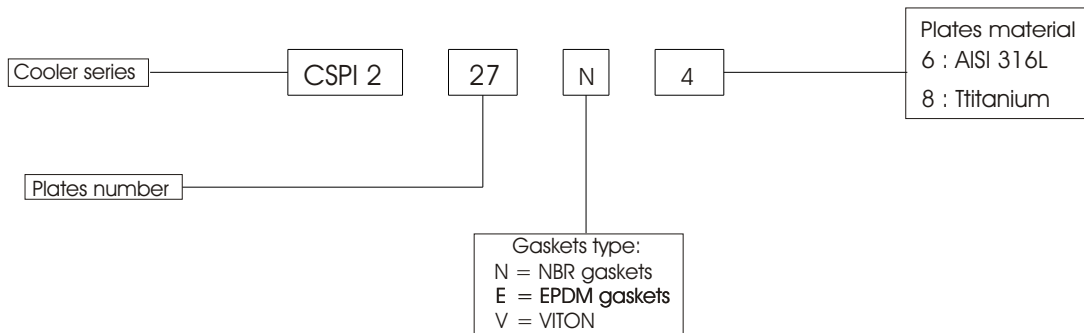 Cooler series
CSPI 2
27
N
4
Plates material
6 : AISI 316L
8 : Ttitanium
Plates number
Gaskets type:
N = NBR gaskets
E = EPDM gaskets
V = VITON